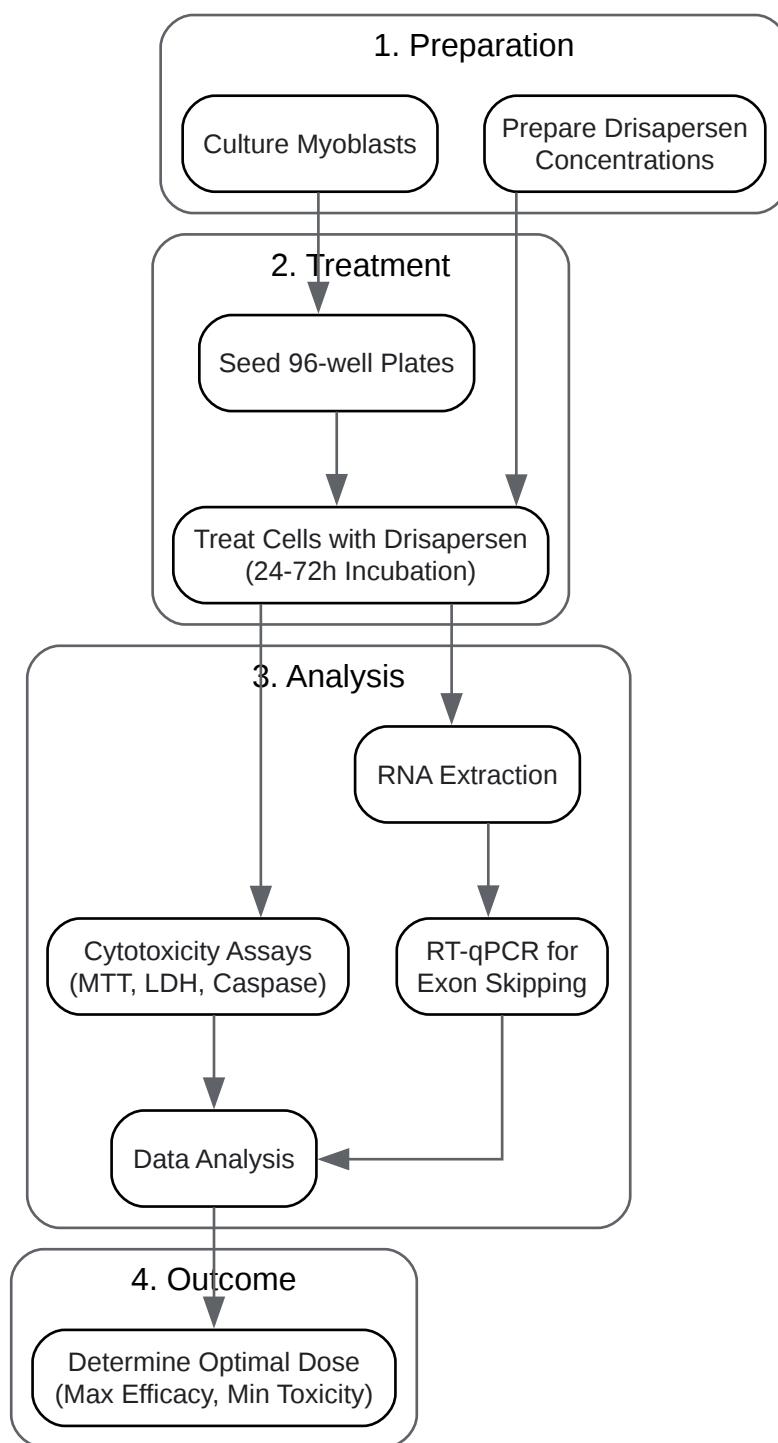 1. Preparation
Culture Myoblasts
Prepare Drisapersen
Concentrations
2. Treatment
Seed 96-well Plates
Treat Cells with Drisapersen
(24-72h Incubation)
3. Analysis
RNA Extraction
Cytotoxicity Assays
(MTT, LDH, Caspase)
RT-qPCR for
Exon Skipping
Data Analysis
4. Outcome
Determine Optimal Dose
(Max Efficacy, Min Toxicity)